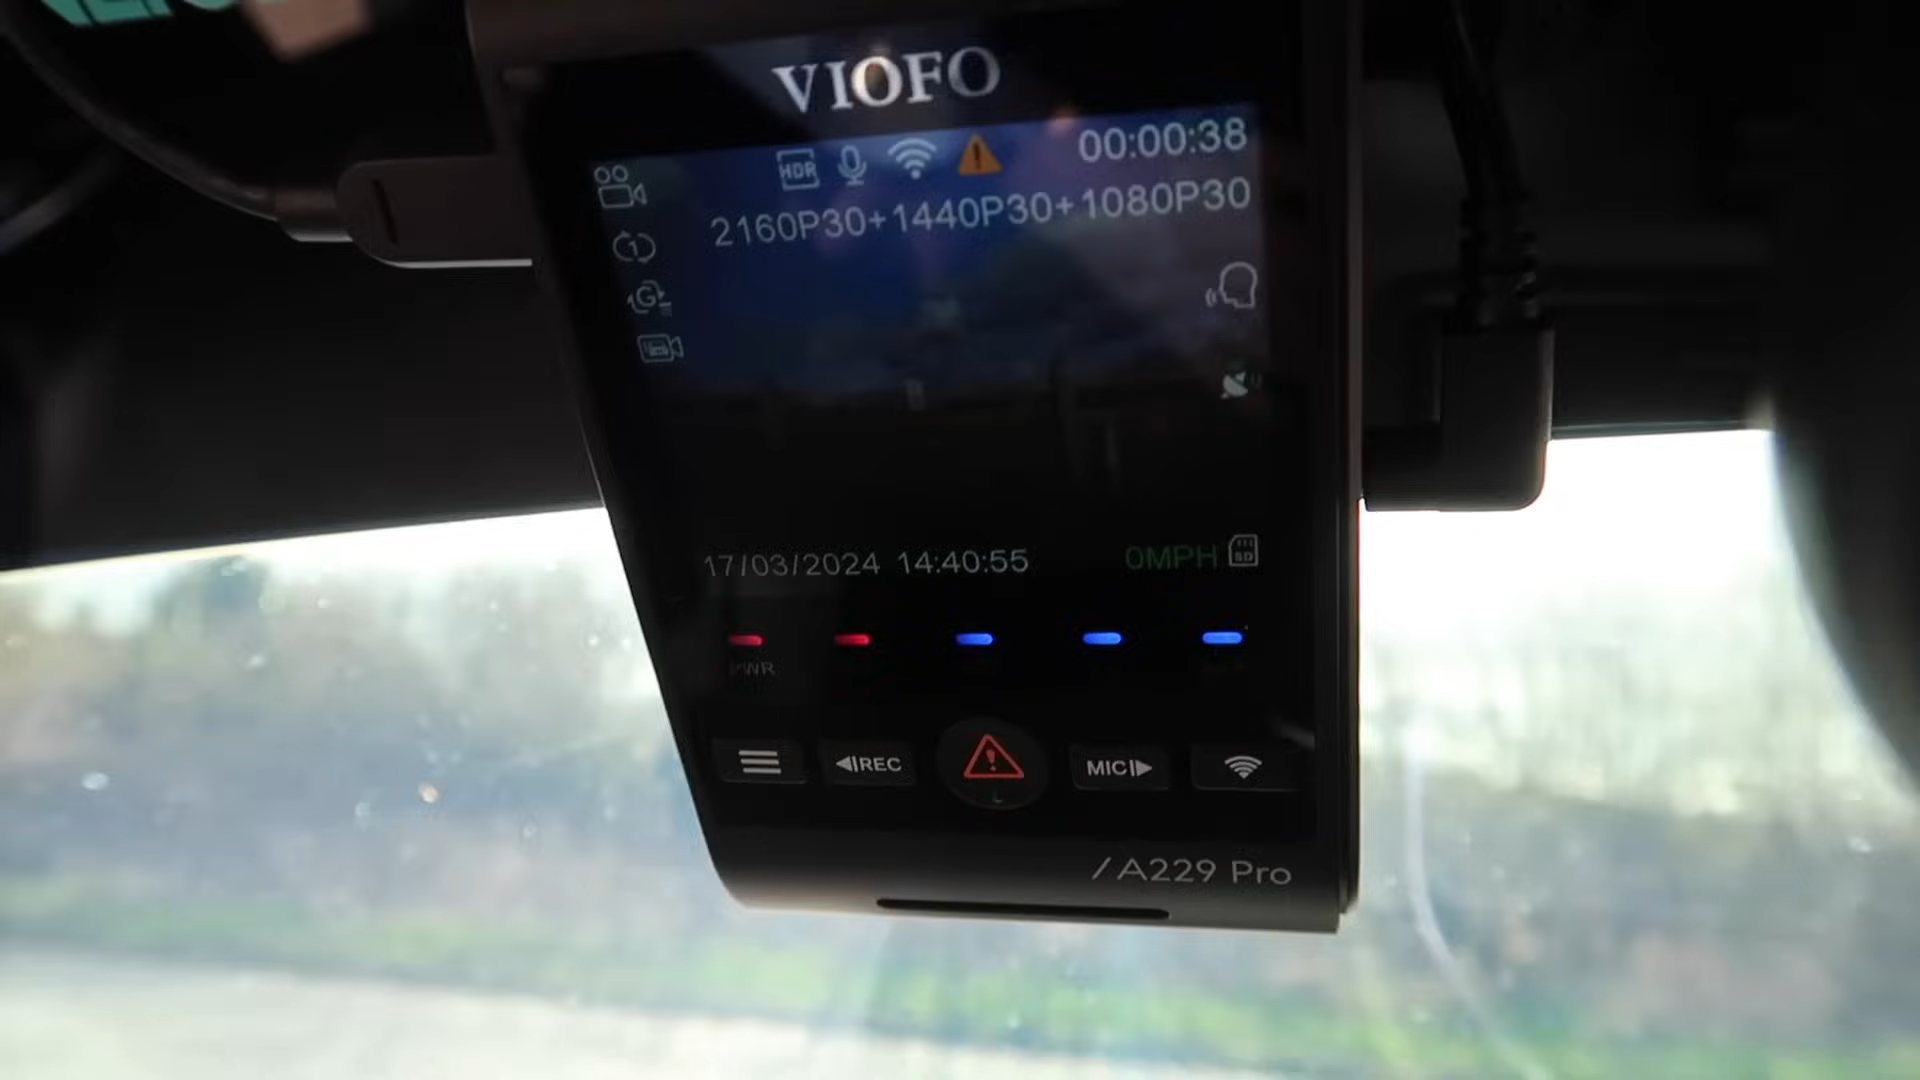 VIOFO
HDR 00:00:38
2160P30+1440P30+1080P30
1
G
17/03/2024 14:40:55 0MPH SD
PWR
REC MIC
/A229 Pro